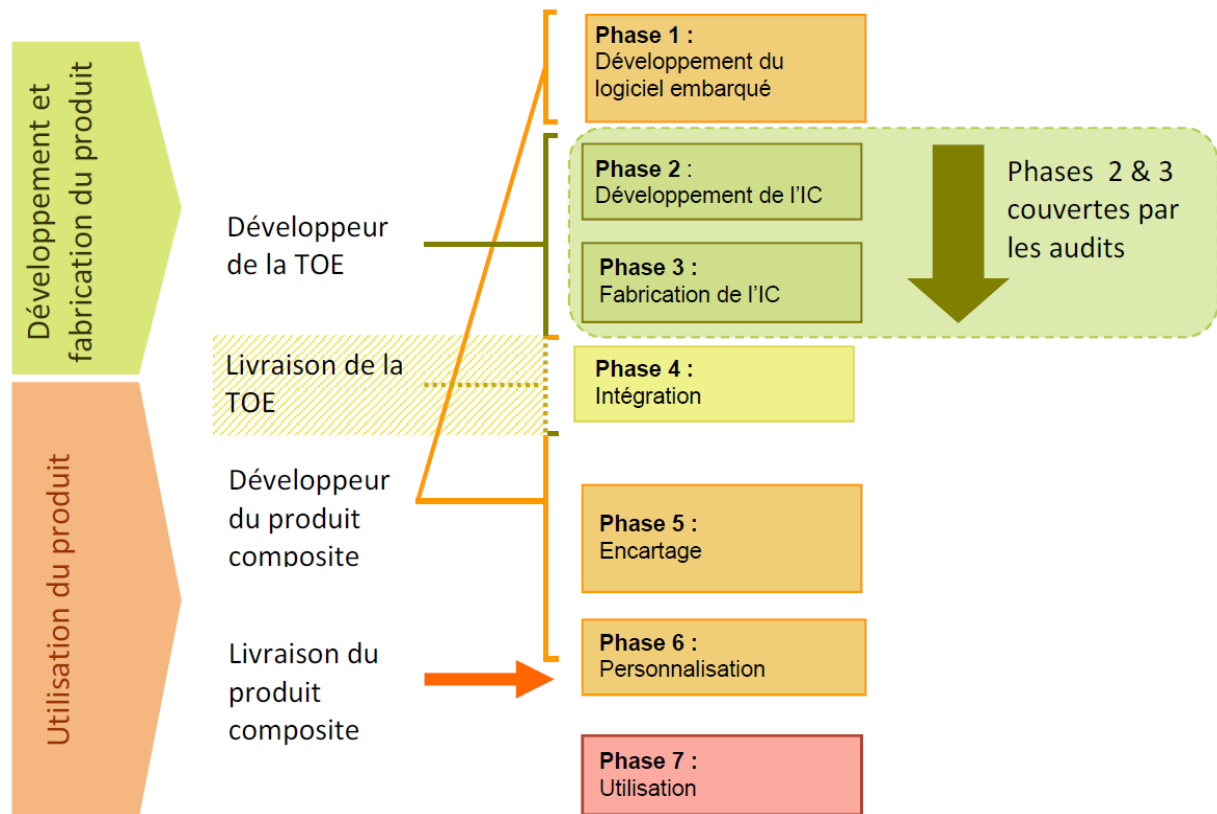 Développement et
fabrication du produit
Utilisation du produit
Développeur
de la TOE
Livraison de la
TOE
Développeur
du produit
composite
Livraison du
produit
composite
Phase 1 :
Développement du
logiciel embarqué
Phase 2 :
Développement de l’IC
Phase 3 :
Fabrication de l’IC
Phases 2 & 3
couvertes par
les audits
Phase 4 :
Intégration
Phase 5 :
Encartage
Phase 6 :
Personnalisation
Phase 7 :
Utilisation